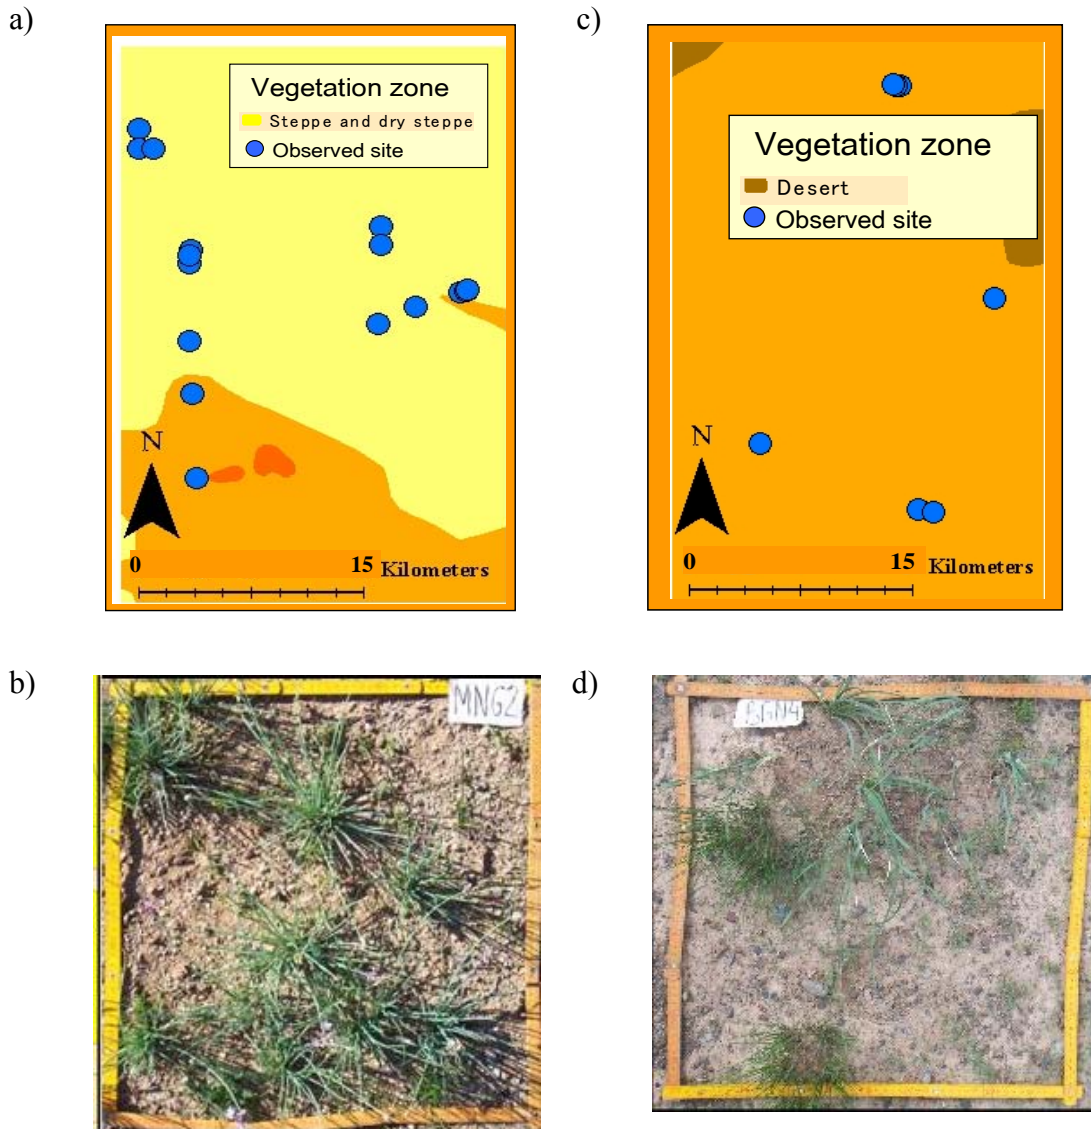 a)
Vegetation zone
Steppe and dry steppe
Observed site
N
0 15 Kilometers
c)
Vegetation zone
Desert
Observed site
N
0 15 Kilometers
b)
MNG2
d)